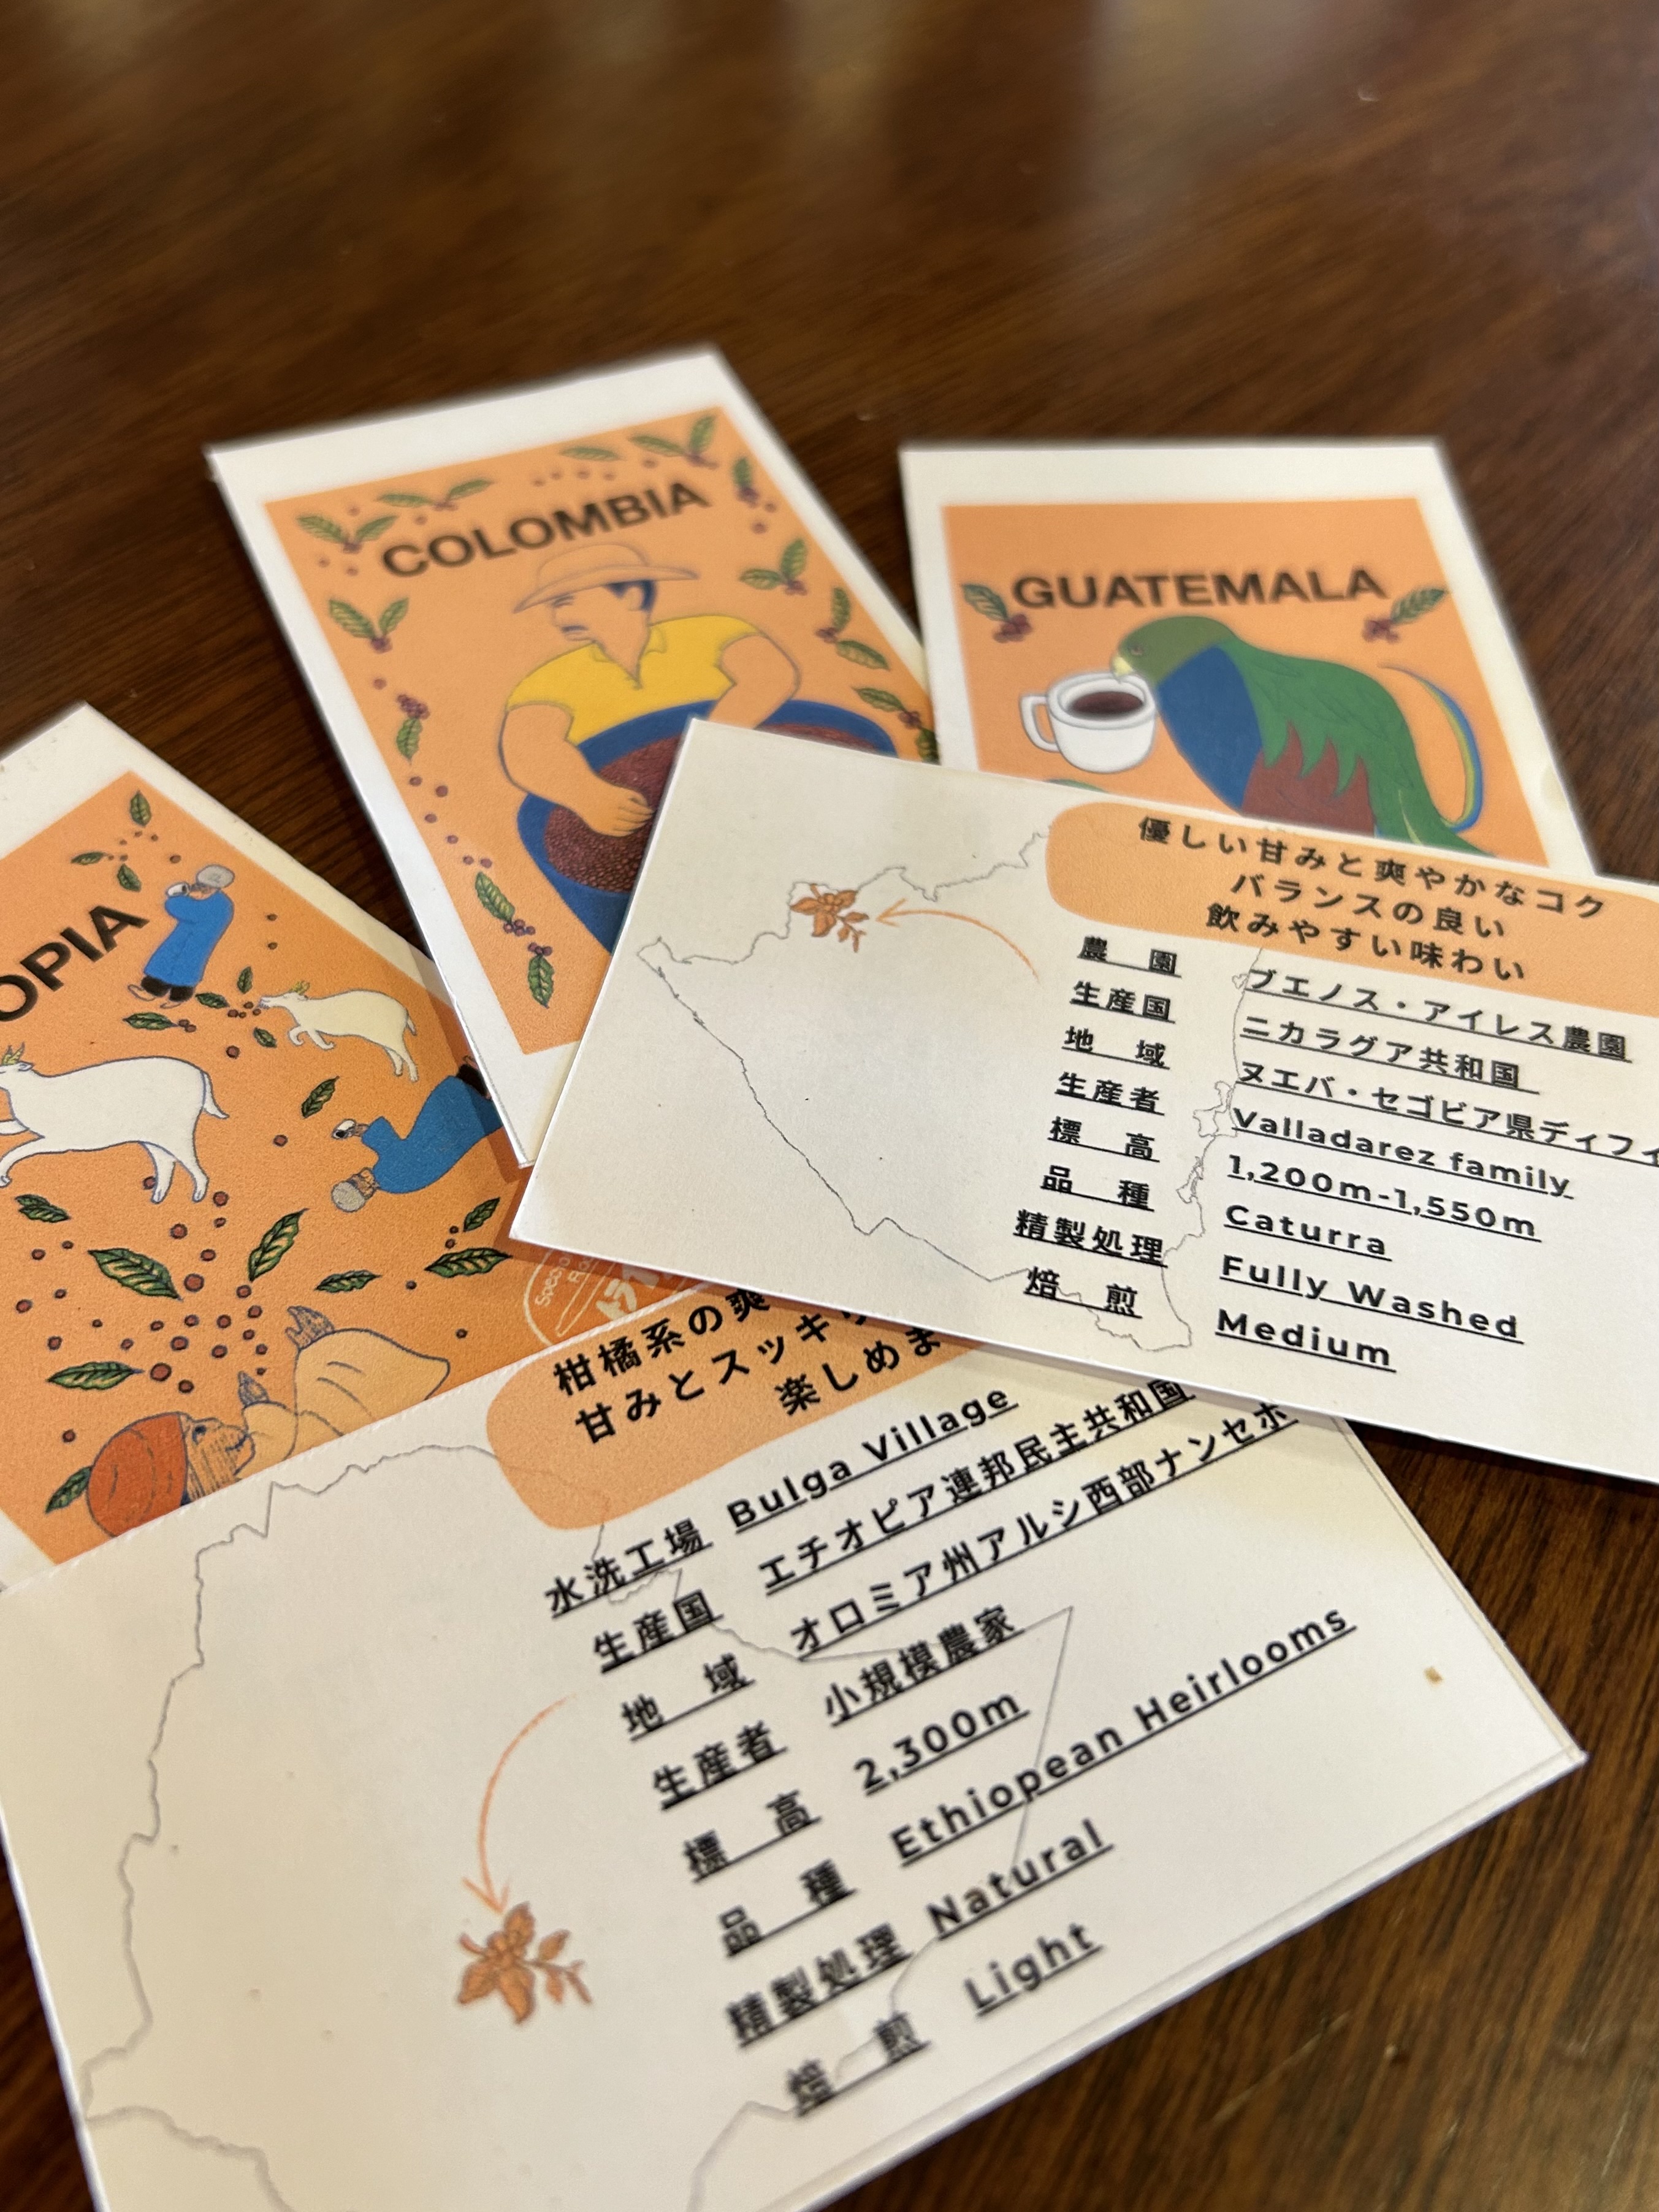 COLOMBIA
GUATEMALA
OPIA
優しい甘みと爽やかなコク
バランスの良い
飲みやすい味わい
農園 ブエノス・アイレス農園
生産国 ニカラグア共和国
地域 ヌエバ・セゴビア県ディフィ
生産者 Valladarez family
標高 1,200m-1,550m
品種 Caturra
精製処理 Fully Washed
焙煎 Medium
柑橘系の爽
甘みとスッキ
楽しめま
水洗工場 Bulga Village
生産国 エチオピア連邦民主共和国
地域 オロミア州アルシ西部ナンセボ
生産者 小規模農家
標高 2,300m
品種 Ethiopean Heirlooms
精製処理 Natural
焙煎 Light